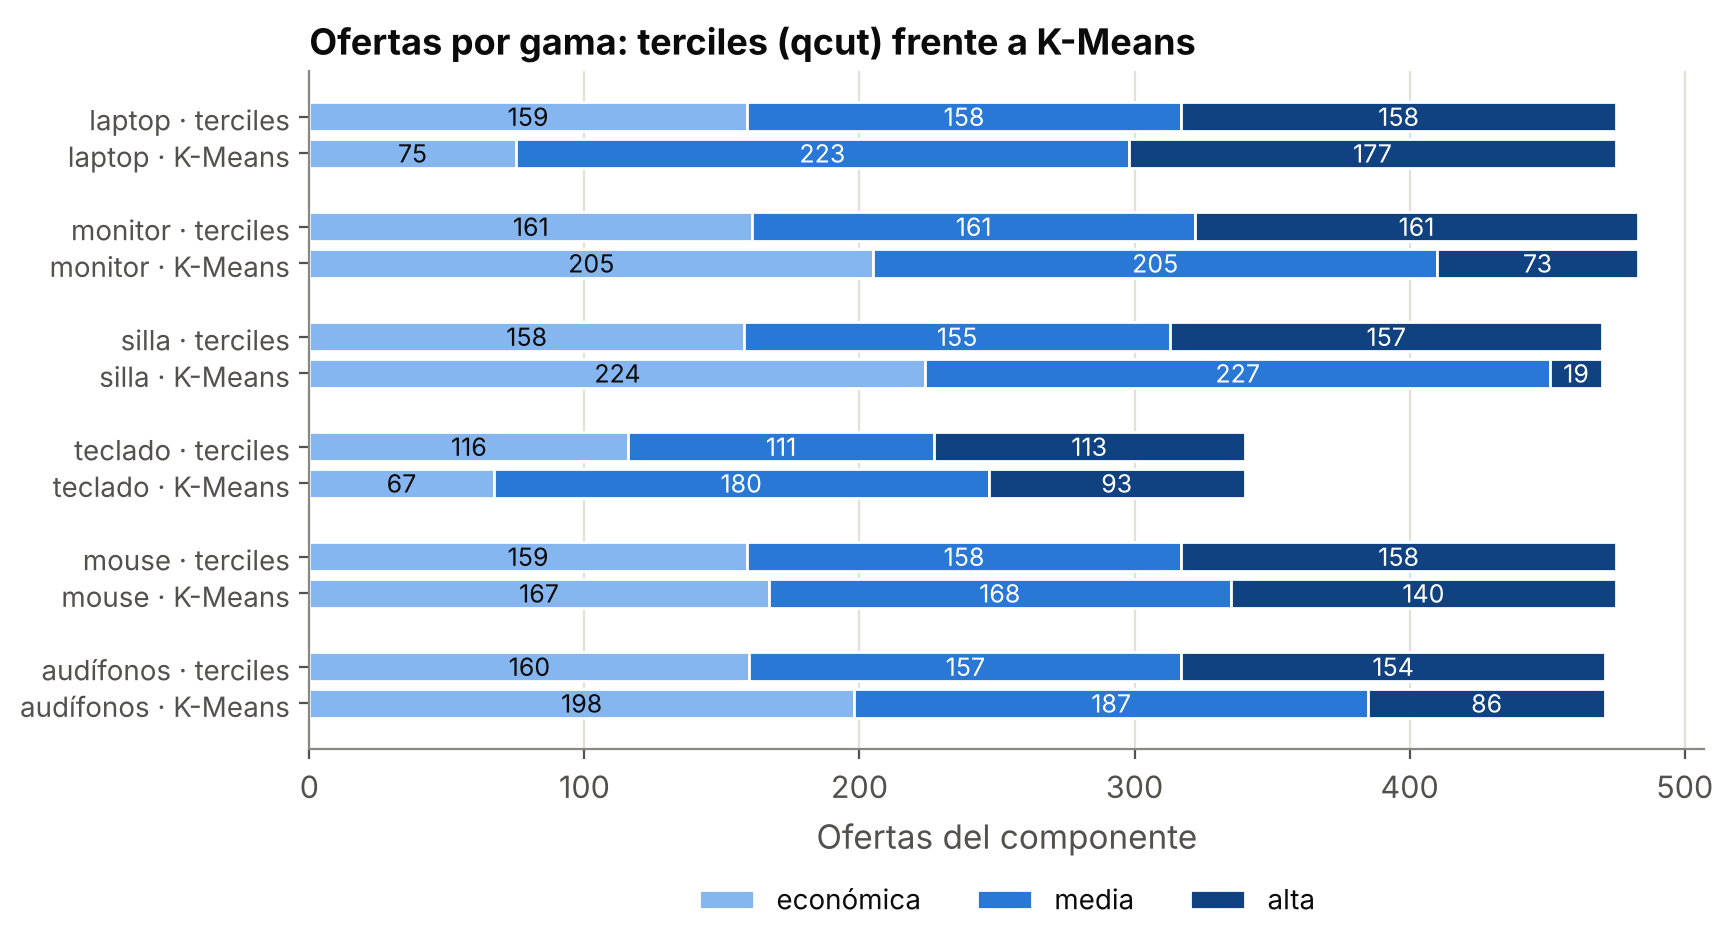 Ofertas por gama: terciles (qcut) frente a K-Means
laptop · terciles 159 158 158
laptop · K-Means 75 223 177
monitor · terciles 161 161 161
monitor · K-Means 205 205 73
silla · terciles 158 155 157
silla · K-Means 224 227 19
teclado · terciles 116 111 113
teclado · K-Means 67 180 93
mouse · terciles 159 158 158
mouse · K-Means 167 168 140
audífonos · terciles 160 157 154
audífonos · K-Means 198 187 86
0 100 200 300 400 500
Ofertas del componente
económica media alta